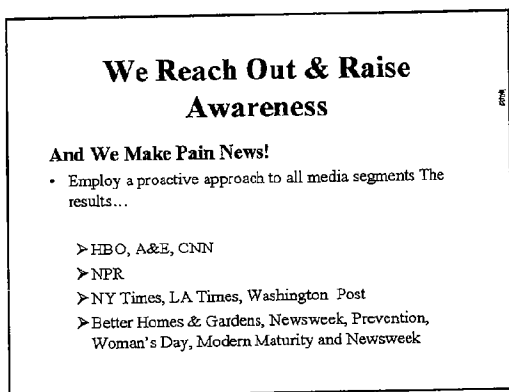 We Reach Out & Raise
Awareness
And We Make Pain News!
• Employ a proactive approach to all media segments The
results…
➢HBO, A&E, CNN
➢NPR
➢NY Times, LA Times, Washington Post
➢Better Homes & Gardens, Newsweek, Prevention,
Woman's Day, Modern Maturity and Newsweek